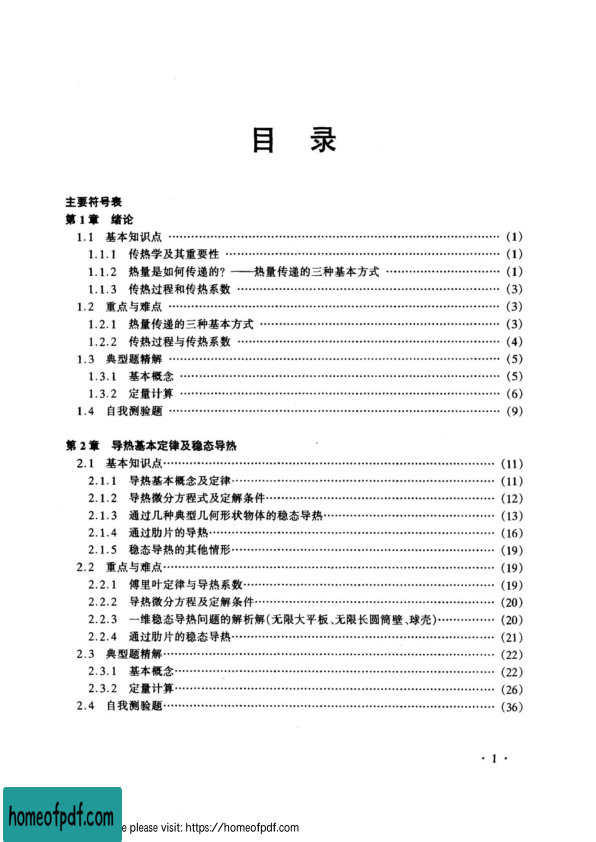 目 录
主要符号表
第1章 绪论
1.1 基本知识点 …… (1)
1.1.1 传热学及其重要性 …… (1)
1.1.2 热量是如何传递的?——热量传递的三种基本方式 …… (1)
1.1.3 传热过程和传热系数 …… (3)
1.2 重点与难点 …… (3)
1.2.1 热量传递的三种基本方式 …… (3)
1.2.2 传热过程与传热系数 …… (4)
1.3 典型题精解 …… (5)
1.3.1 基本概念 …… (5)
1.3.2 定量计算 …… (6)
1.4 自我测验题 …… (9)
第2章 导热基本定律及稳态导热
2.1 基本知识点 …… (11)
2.1.1 导热基本概念及定律 …… (11)
2.1.2 导热微分方程式及定解条件 …… (12)
2.1.3 通过几种典型几何形状物体的稳态导热 …… (13)
2.1.4 通过肋片的导热 …… (16)
2.1.5 稳态导热的其他情形 …… (19)
2.2 重点与难点 …… (19)
2.2.1 傅里叶定律与导热系数 …… (19)
2.2.2 导热微分方程及定解条件 …… (20)
2.2.3 一维稳态导热问题的解析解(无限大平板、无限长圆筒壁、球壳) …… (20)
2.2.4 通过肋片的稳态导热 …… (21)
2.3 典型题精解 …… (22)
2.3.1 基本概念 …… (22)
2.3.2 定量计算 …… (26)
2.4 自我测验题 …… (36)
· 1 ·
homeofpdf.com
e please visit: https://homeofpdf.com